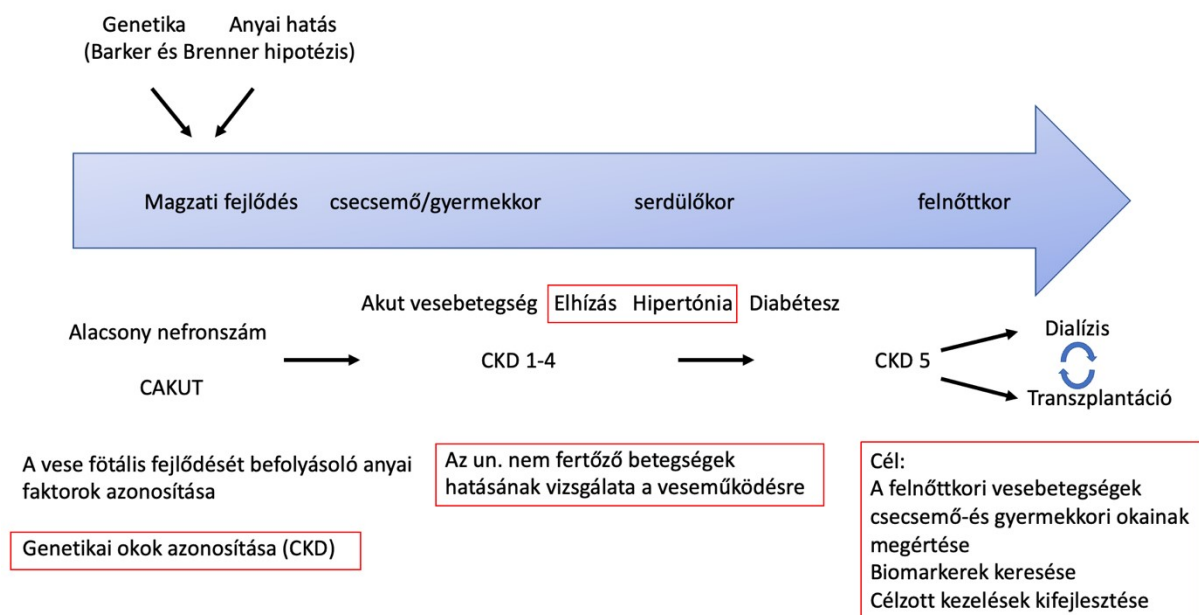 Genetika Anyai hatás
(Barker és Brenner hipotézis)
Magzati fejlődés csecsemő/gyermekkor serdülőkor felnőttkor
Akut vesebetegség Elhízás Hipertónia Diabétesz
Alacsony nefronszám
CAKUT
CKD 1-4
CKD 5
Dialízis
Transzplantáció
A vese fötális fejlődését befolyásoló anyai
faktorok azonosítása
Genetikai okok azonosítása (CKD)
Az un. nem fertőző betegségek
hatásának vizsgálata a veseműködésre
Cél:
A felnőttkori vesebetegségek
csecsemő-és gyermekkori okainak
megértése
Biomarkerek keresése
Célzott kezelések kifejlesztése